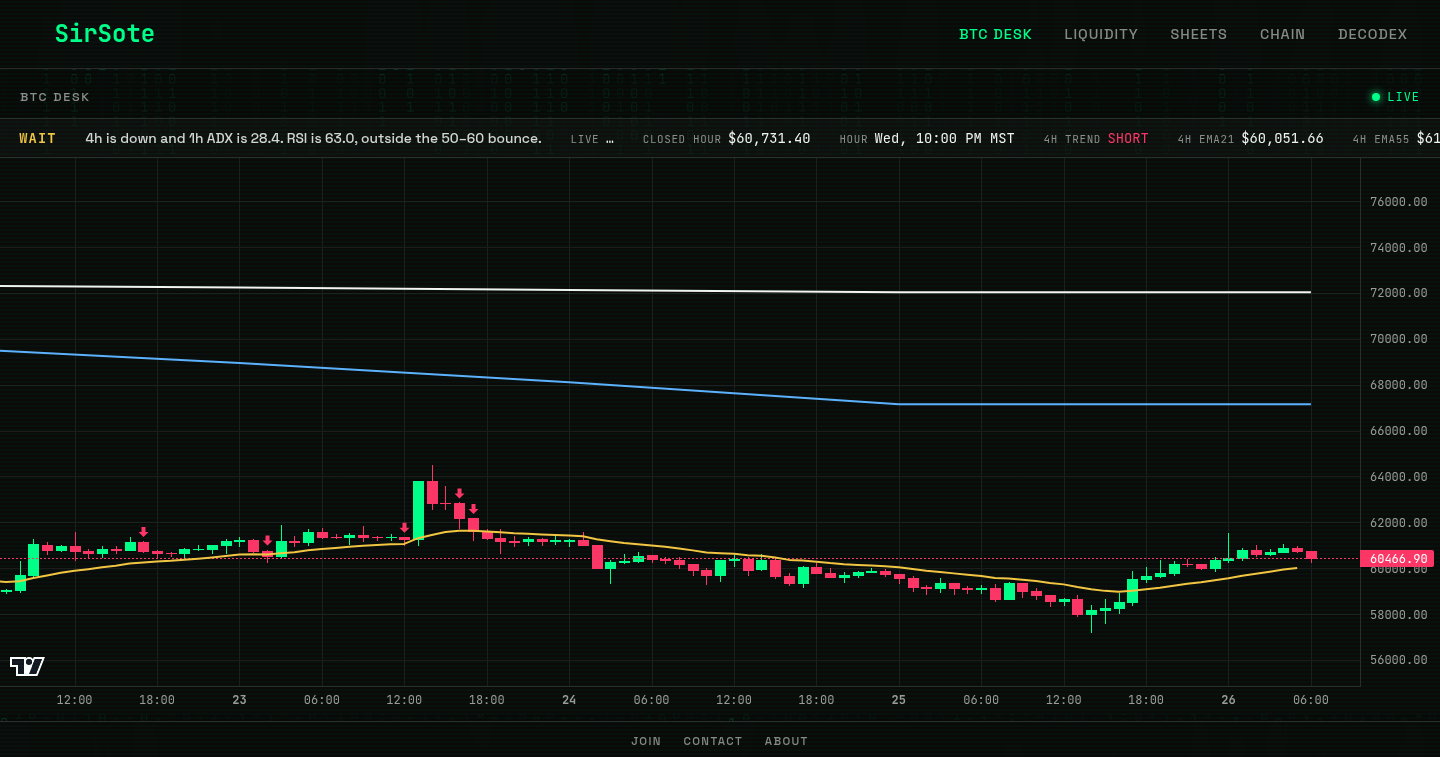 SirSote
BTC DESK LIQUIDITY SHEETS CHAIN DECODEX
BTC DESK
LIVE
WAIT 4h is down and 1h ADX is 28.4. RSI is 63.0, outside the 50–60 bounce. LIVE … CLOSED HOUR $60,731.40 HOUR Wed, 10:00 PM MST 4H TREND SHORT 4H EMA21 $60,051.66 4H EMA55 $61
76000.00
74000.00
72000.00
70000.00
68000.00
66000.00
64000.00
62000.00
60466.90
60000.00
58000.00
56000.00
12:00 18:00 23 06:00 12:00 18:00 24 06:00 12:00 18:00 25 06:00 12:00 18:00 26 06:00
JOIN CONTACT ABOUT